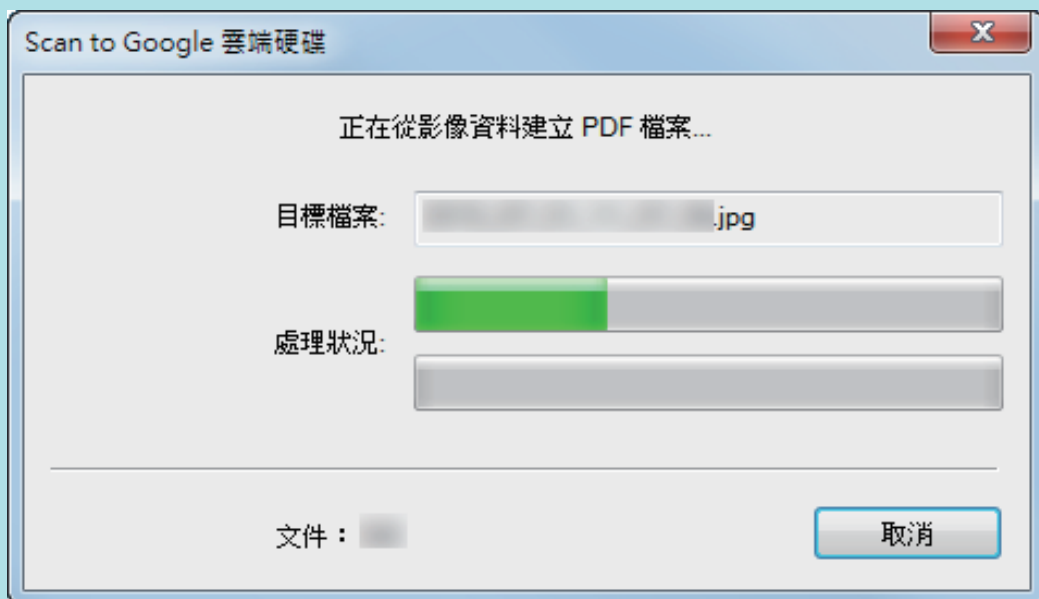 Scan to Google 雲端硬碟
正在從影像資料建立 PDF 檔案...
目標檔案:
.jpg
處理狀況:
文件：
取消